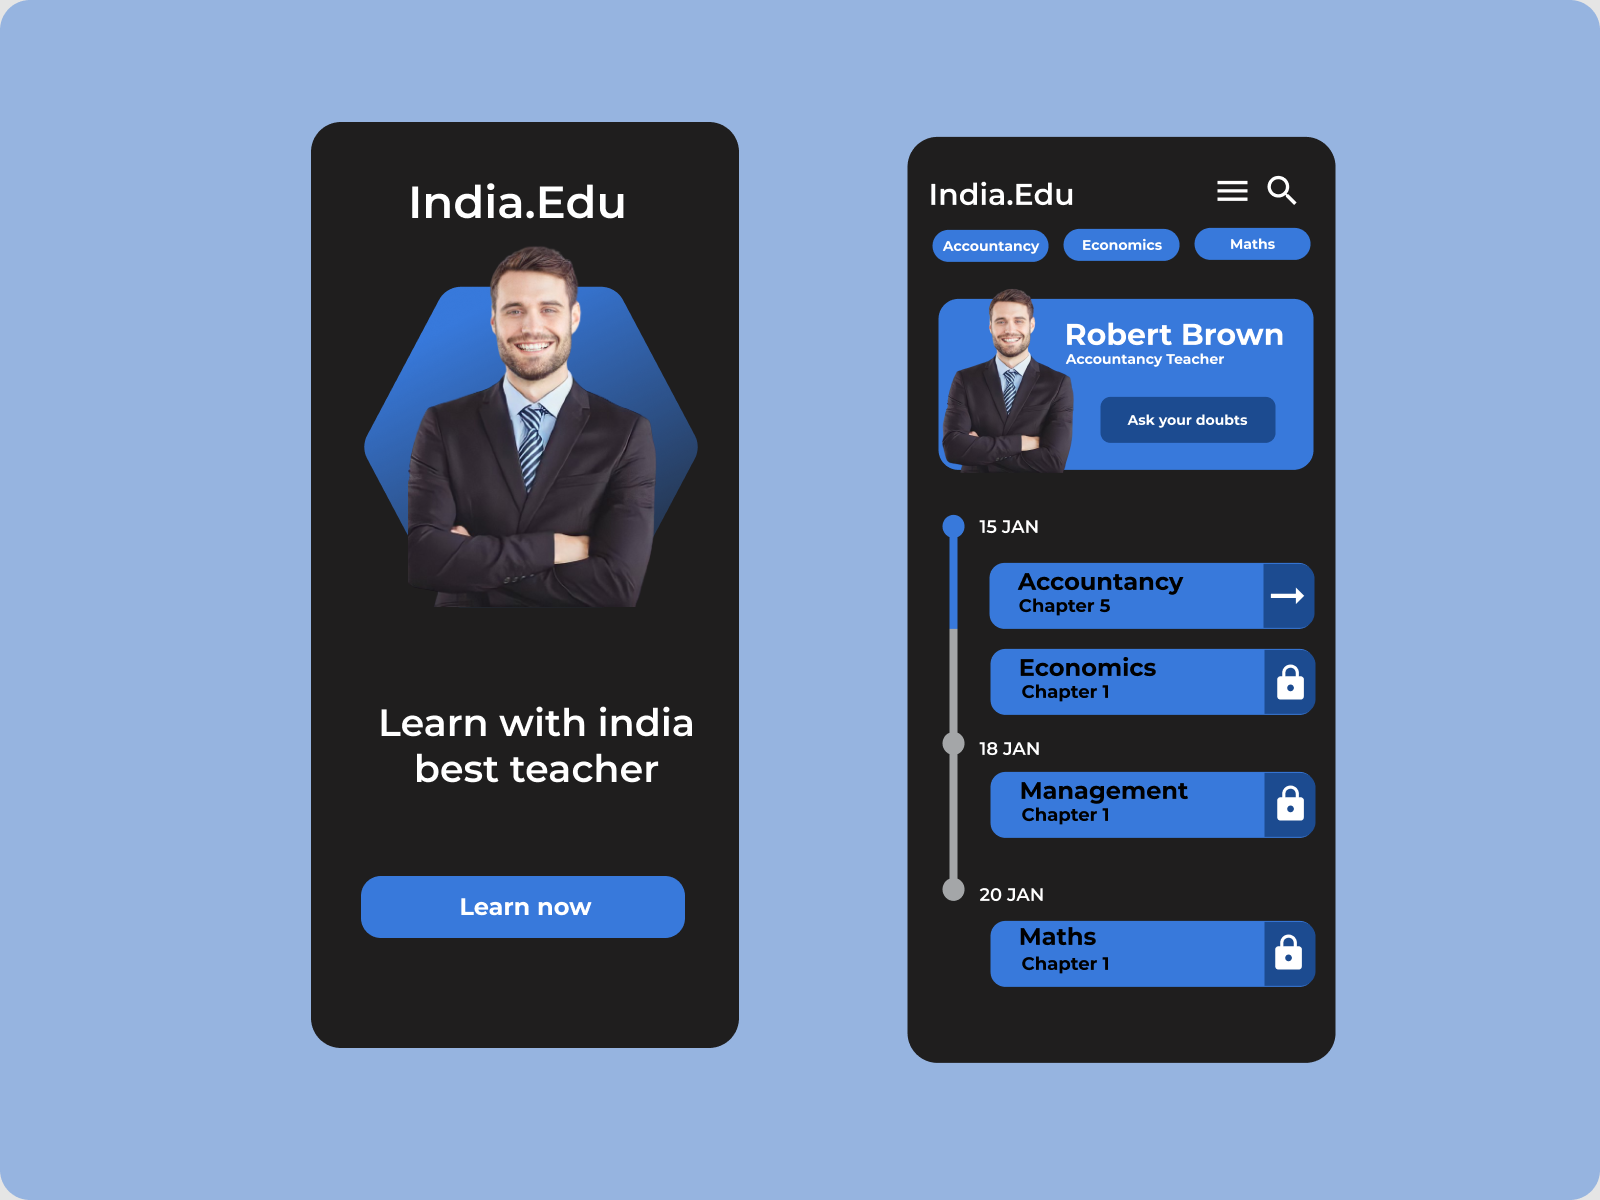 India.Edu
Learn with india
best teacher
Learn now
India.Edu
Accountancy
Economics
Maths
Robert Brown
Accountancy Teacher
Ask your doubts
15 JAN
Accountancy
Chapter 5
Economics
Chapter 1
18 JAN
Management
Chapter 1
20 JAN
Maths
Chapter 1